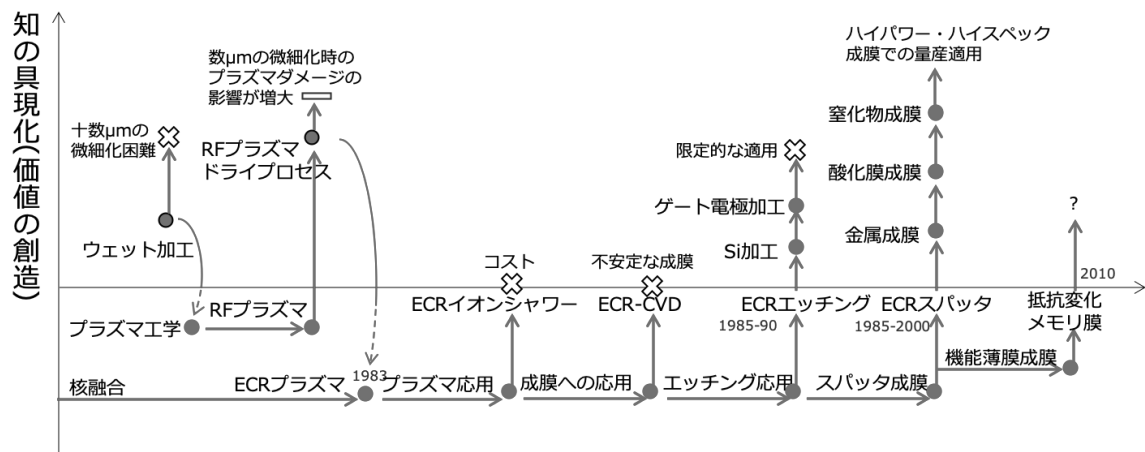 知の具現化(価値の創造)
ハイパワー・ハイスペック
成膜での量産適用
数μmの微細化時の
プラズマダメージの
影響が増大
十数μmの
微細化困難
RFプラズマ
ドライプロセス
ウェット加工
限定的な適用
ゲート電極加工
Si加工
窒化物成膜
酸化膜成膜
金属成膜
?
コスト
不安定な成膜
2010
ECRイオンシャワー
ECR-CVD
ECRエッチング
1985-90
ECRスパッタ
1985-2000
抵抗変化
メモリ膜
プラズマ工学
RFプラズマ
機能薄膜成膜
核融合
ECRプラズマ
1983
プラズマ応用
成膜への応用
エッチング応用
スパッタ成膜